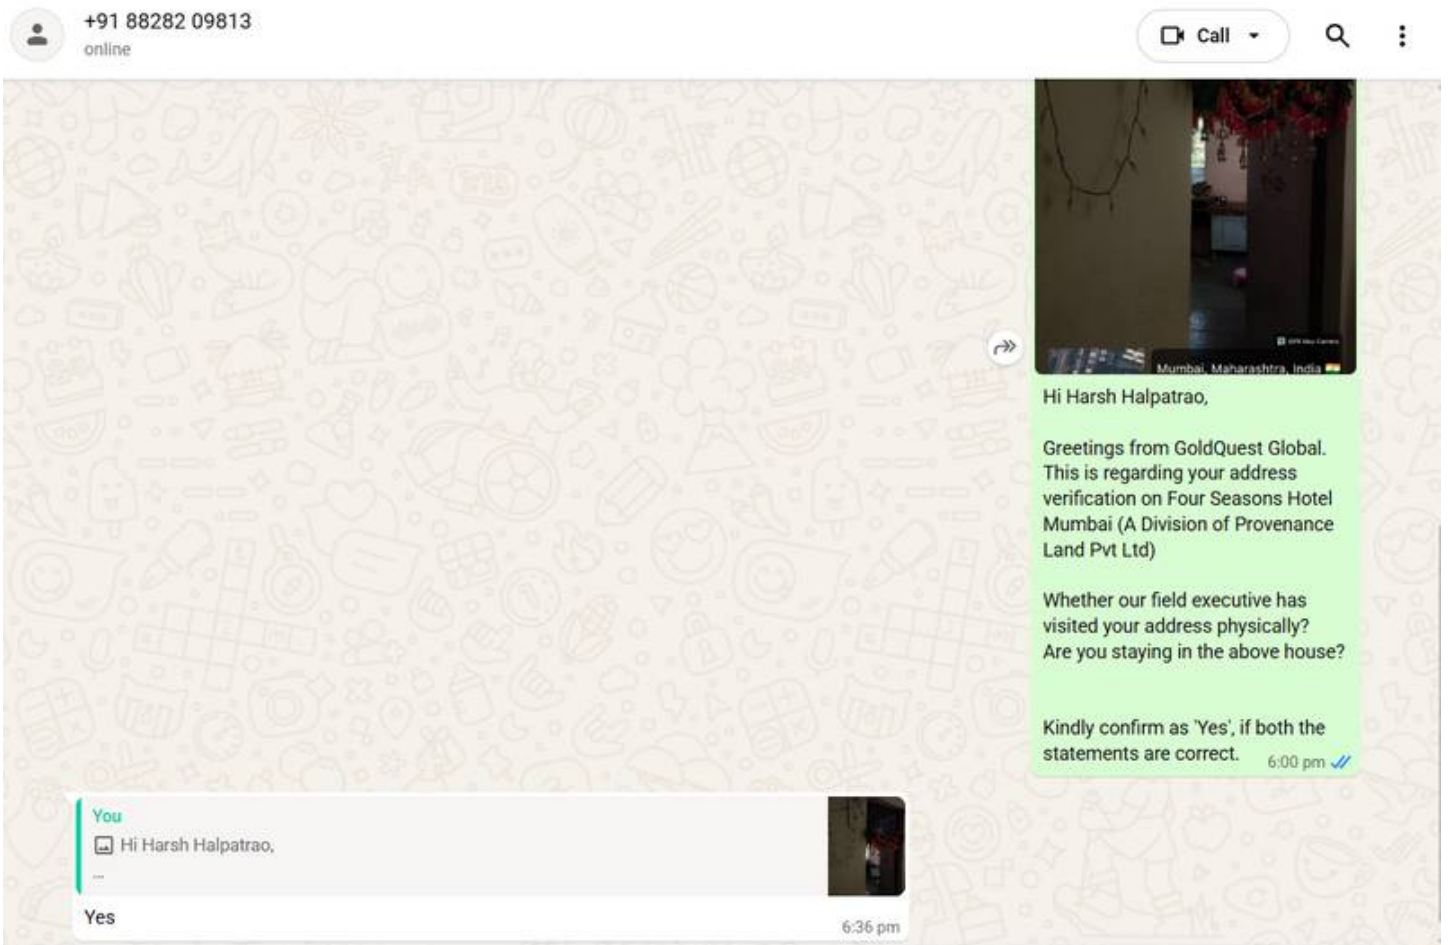 +91 88282 09813
online
Call
Mumbai, Maharashtra, India
Hi Harsh Halpatrao,
Greetings from GoldQuest Global.
This is regarding your address
verification on Four Seasons Hotel
Mumbai (A Division of Provenance
Land Pvt Ltd)
Whether our field executive has
visited your address physically?
Are you staying in the above house?
Kindly confirm as 'Yes', if both the
statements are correct.
6:00 pm
You
Hi Harsh Halpatrao,
...
Yes
6:36 pm